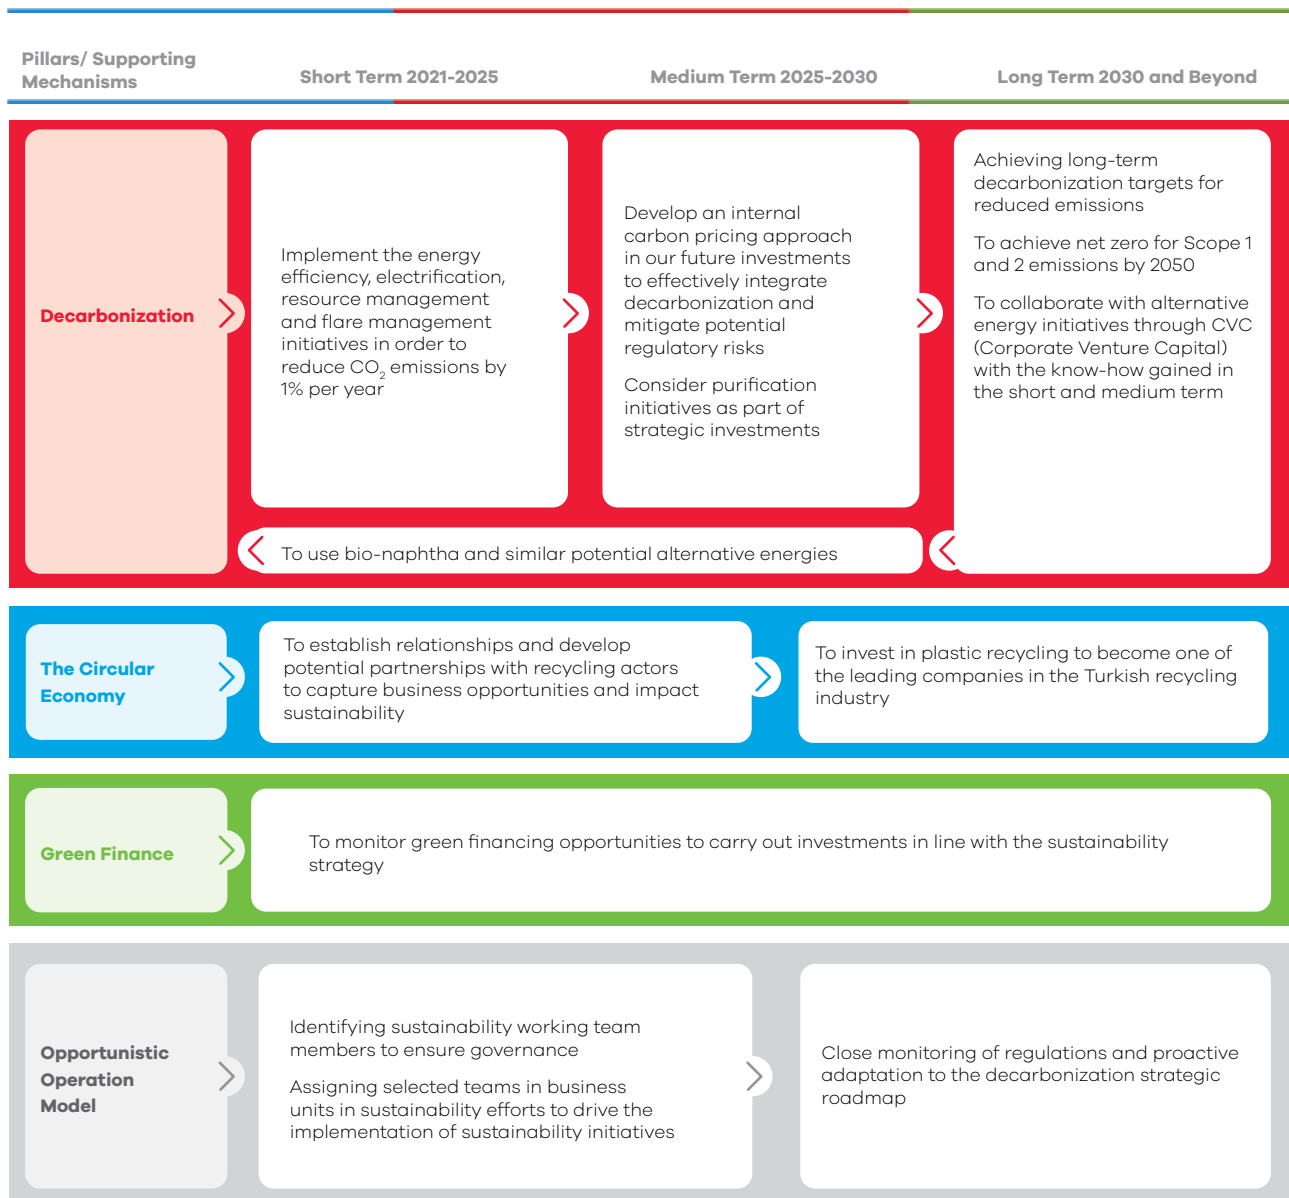 Pillars/ Supporting
Mechanisms
Short Term 2021-2025
Medium Term 2025-2030
Long Term 2030 and Beyond
Decarbonization
Implement the energy
efficiency, electrification,
resource management
and flare management
initiatives in order to
reduce CO₂ emissions by
1% per year
Develop an internal
carbon pricing approach
in our future investments
to effectively integrate
decarbonization and
mitigate potential
regulatory risks
Consider purification
initiatives as part of
strategic investments
Achieving long-term
decarbonization targets for
reduced emissions
To achieve net zero for Scope 1
and 2 emissions by 2050
To collaborate with alternative
energy initiatives through CVC
(Corporate Venture Capital)
with the know-how gained in
the short and medium term
To use bio-naphtha and similar potential alternative energies
The Circular
Economy
To establish relationships and develop
potential partnerships with recycling actors
to capture business opportunities and impact
sustainability
To invest in plastic recycling to become one of
the leading companies in the Turkish recycling
industry
Green Finance
To monitor green financing opportunities to carry out investments in line with the sustainability
strategy
Opportunistic
Operation
Model
Identifying sustainability working team
members to ensure governance
Assigning selected teams in business
units in sustainability efforts to drive the
implementation of sustainability initiatives
Close monitoring of regulations and proactive
adaptation to the decarbonization strategic
roadmap